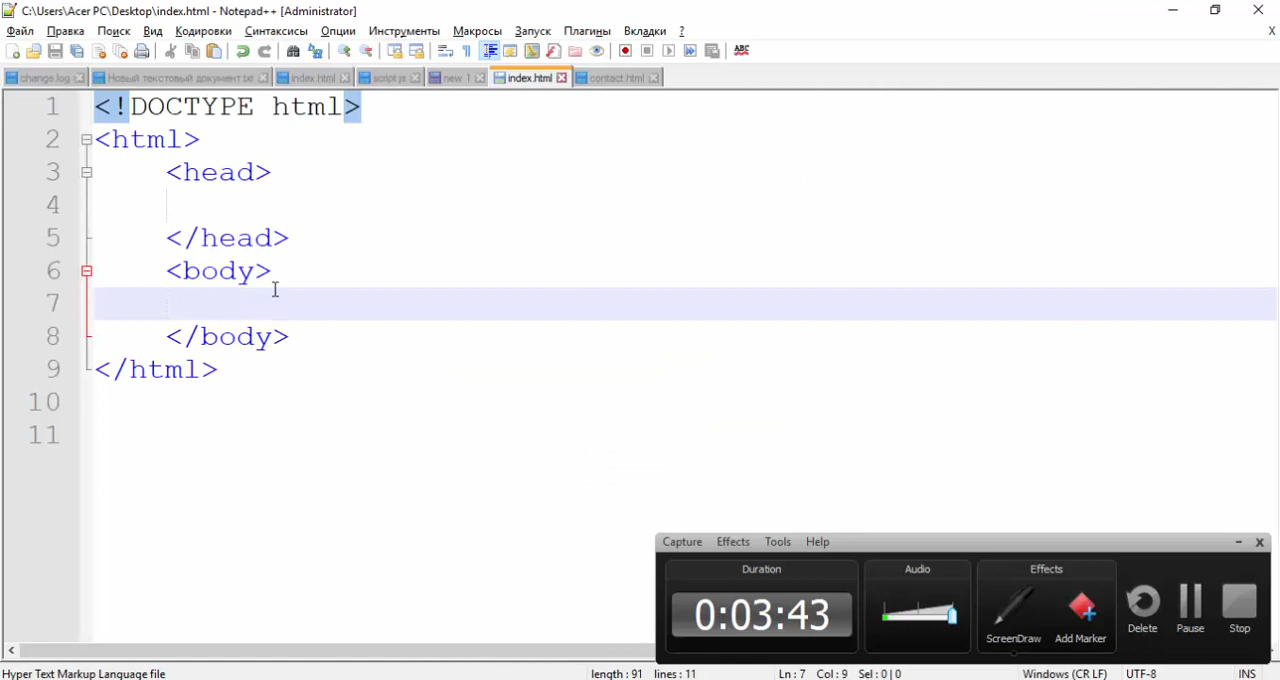 C:\Users\Acer PC\Desktop\index.html - Notepad++ [Administrator]
Файл Правка Поиск Вид Кодировки Синтаксисы Опции Инструменты Макросы Запуск Плагины Вкладки ? X
ABC
change.log Новый текстовый документ.txt index.html script.js new 1 index.html contact.html
1 <!DOCTYPE html>
2 <html>
3 <head>
4
5 </head>
6 <body>
7
8 </body>
9 </html>
10
11
Capture Effects Tools Help
Duration Audio Effects
0:03:43
ScreenDraw Add Marker Delete Pause Stop
Hyper Text Markup Language file length : 91 lines : 11 Ln : 7 Col : 9 Sel : 0 | 0 Windows (CR LF) UTF-8 INS